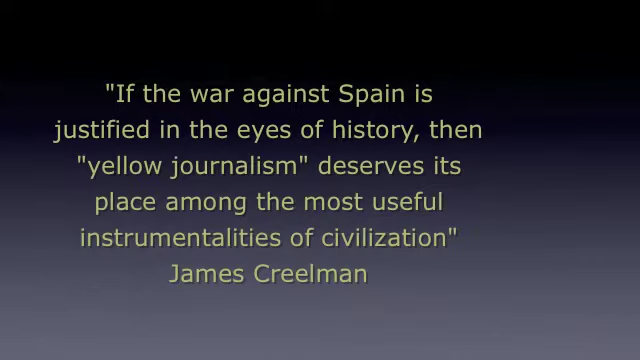 "If the war against Spain is
justified in the eyes of history, then
"yellow journalism" deserves its
place among the most useful
instrumentalities of civilization"
James Creelman